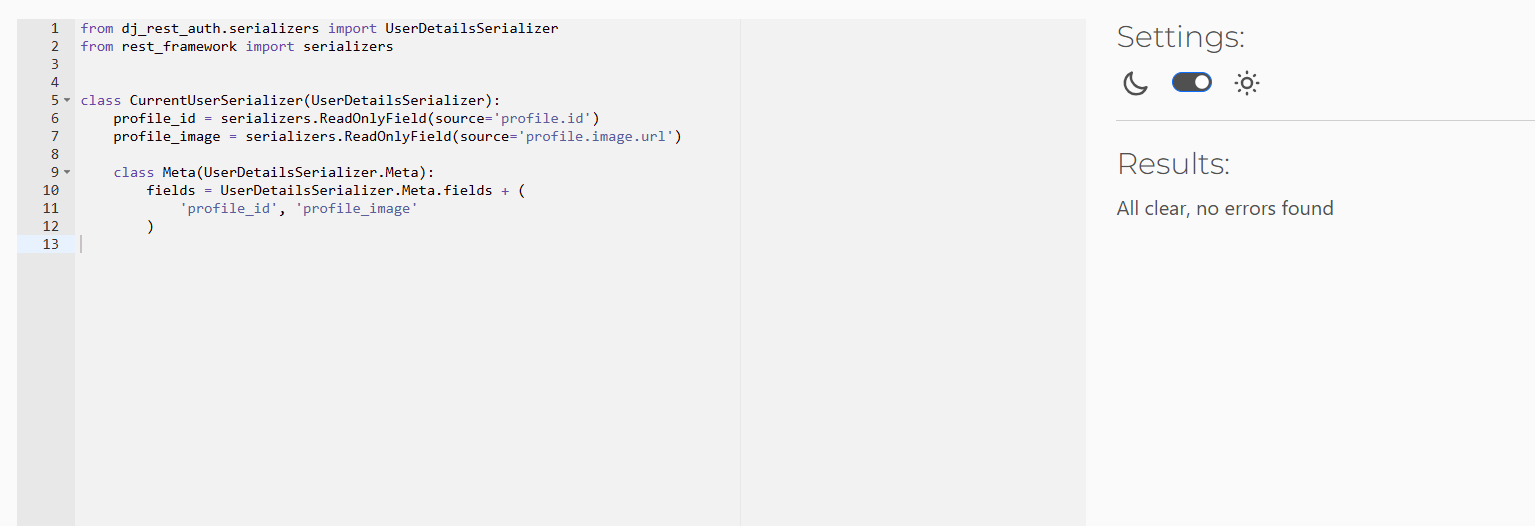 1 from dj_rest_auth.serializers import UserDetailsSerializer
2 from rest_framework import serializers
3
4
5 class CurrentUserSerializer(UserDetailsSerializer):
6     profile_id = serializers.ReadOnlyField(source='profile.id')
7     profile_image = serializers.ReadOnlyField(source='profile.image.url')
8
9     class Meta(UserDetailsSerializer.Meta):
10         fields = UserDetailsSerializer.Meta.fields + (
11             'profile_id', 'profile_image'
12         )
13
Settings:
Results:
All clear, no errors found